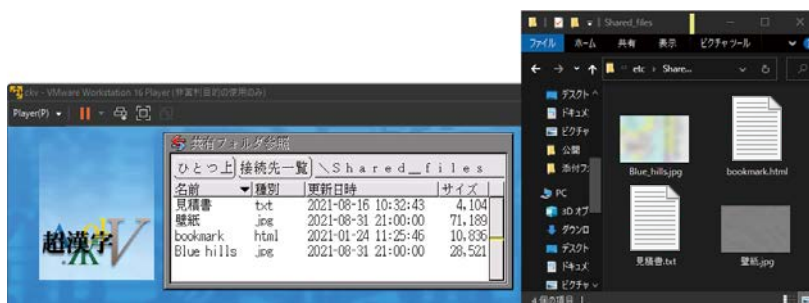 ckv - VMware Workstation 16 Player (非営利目的の使用のみ)
Player(P)
共有フォルダ参照
ひとつ上 接続先一覧 \Shared_files
名前 種別 更新日時 サイズ
見積書 txt 2021-08-16 10:32:43 4,104
壁紙 jpg 2021-08-31 21:00:00 71,189
bookmark html 2021-01-24 11:25:46 10,836
Blue hills jpg 2021-08-31 21:00:00 28,521
超漢字V
Shared_files
ファイル ホーム 共有 表示 ピクチャ ツール
etc › Share...
デスクト
ドキュメ
ピクチャ
公開
添付フ
PC
3D オブ
ダウンロ
デスクト
ドキュメ
ピクチャ
Blue_hills.jpg
bookmark.html
見積書.txt
壁紙.jpg
4 個の項目